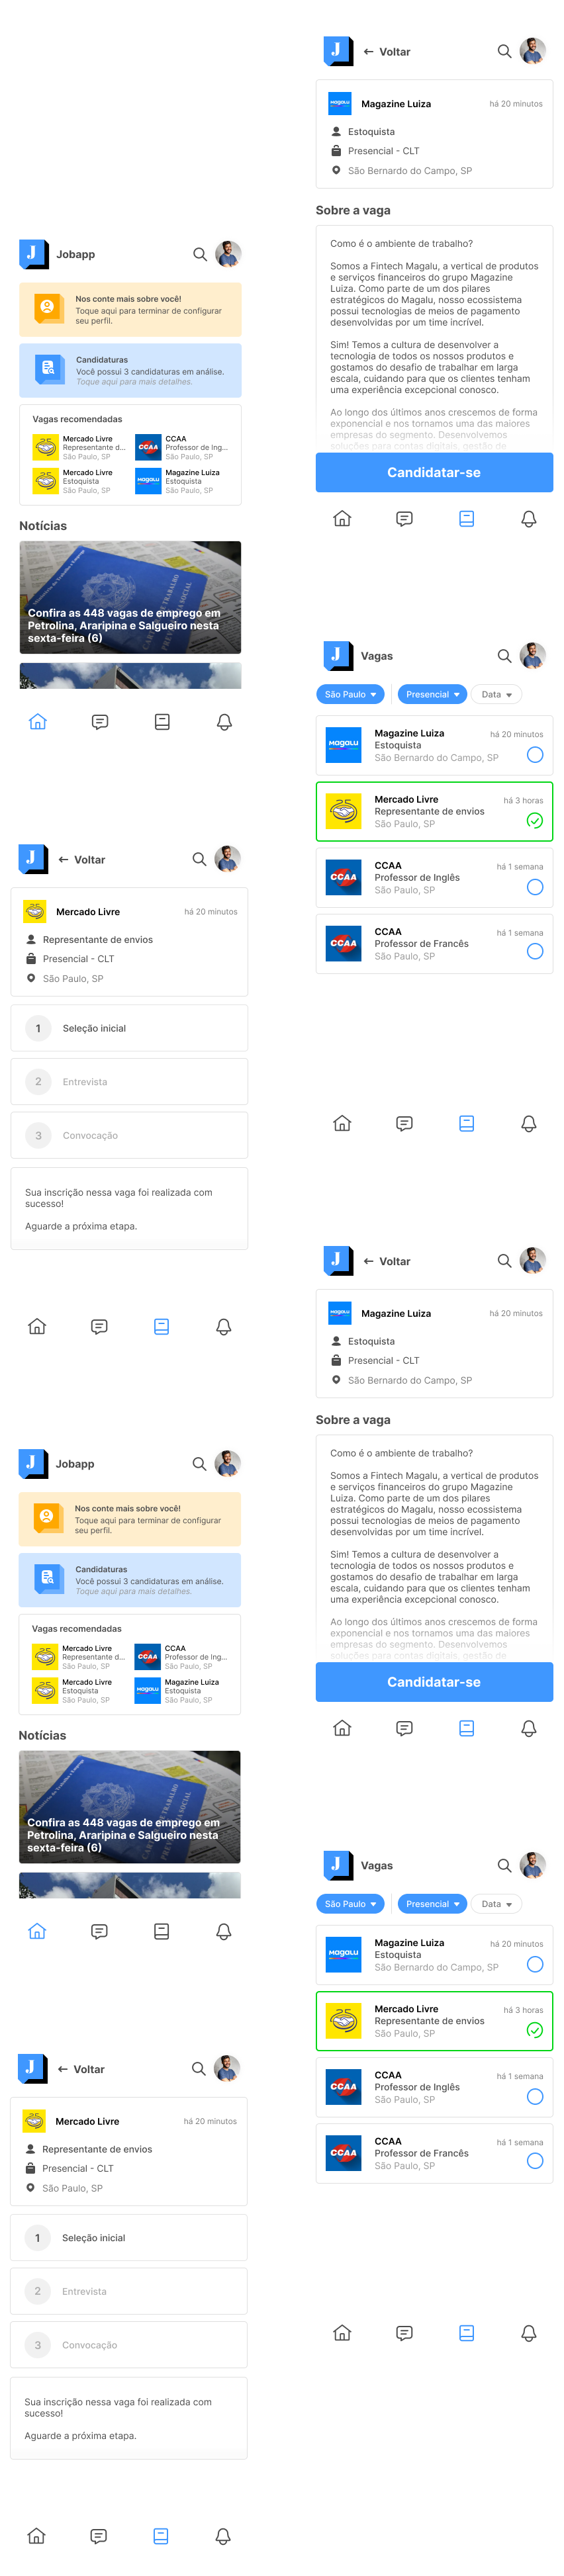 J
Jobapp
Nos conte mais sobre você!
Toque aqui para terminar de configurar
seu perfil.
Candidaturas
Você possui 3 candidaturas em análise.
Toque aqui para mais detalhes.
Vagas recomendadas
Mercado Livre
Representante d...
São Paulo, SP
CCAA
CCAA
Professor de Ing...
São Paulo, SP
Mercado Livre
Estoquista
São Paulo, SP
Magalu
Magazine Luiza
Estoquista
São Paulo, SP
Notícias
Confira as 448 vagas de emprego em
Petrolina, Araripina e Salgueiro nesta
sexta-feira (6)
J
← Voltar
Mercado Livre
há 20 minutos
Representante de envios
Presencial - CLT
São Paulo, SP
1 Seleção inicial
2 Entrevista
3 Convocação
Sua inscrição nessa vaga foi realizada com
sucesso!
Aguarde a próxima etapa.
J
Jobapp
Nos conte mais sobre você!
Toque aqui para terminar de configurar
seu perfil.
Candidaturas
Você possui 3 candidaturas em análise.
Toque aqui para mais detalhes.
Vagas recomendadas
Mercado Livre
Representante d...
São Paulo, SP
CCAA
CCAA
Professor de Ing...
São Paulo, SP
Mercado Livre
Estoquista
São Paulo, SP
Magalu
Magazine Luiza
Estoquista
São Paulo, SP
Notícias
Confira as 448 vagas de emprego em
Petrolina, Araripina e Salgueiro nesta
sexta-feira (6)
J
← Voltar
Mercado Livre
há 20 minutos
Representante de envios
Presencial - CLT
São Paulo, SP
1 Seleção inicial
2 Entrevista
3 Convocação
Sua inscrição nessa vaga foi realizada com
sucesso!
Aguarde a próxima etapa.
J
← Voltar
Magalu
Magazine Luiza
há 20 minutos
Estoquista
Presencial - CLT
São Bernardo do Campo, SP
Sobre a vaga
Como é o ambiente de trabalho?
Somos a Fintech Magalu, a vertical de produtos
e serviços financeiros do grupo Magazine
Luiza. Como parte de um dos pilares
estratégicos do Magalu, nosso ecossistema
possui tecnologias de meios de pagamento
desenvolvidas por um time incrível.
Sim! Temos a cultura de desenvolver a
tecnologia de todos os nossos produtos e
gostamos do desafio de trabalhar em larga
escala, cuidando para que os clientes tenham
uma experiência excepcional conosco.
Ao longo dos últimos anos crescemos de forma
exponencial e nos tornamos uma das maiores
empresas do segmento. Desenvolvemos
soluções para contas digitais, gestão de
Candidatar-se
J
Vagas
São Paulo
Presencial
Data
Magalu
Magazine Luiza
há 20 minutos
Estoquista
São Bernardo do Campo, SP
Mercado Livre
há 3 horas
Representante de envios
São Paulo, SP
CCAA
CCAA
há 1 semana
Professor de Inglês
São Paulo, SP
CCAA
CCAA
há 1 semana
Professor de Francês
São Paulo, SP
J
← Voltar
Magalu
Magazine Luiza
há 20 minutos
Estoquista
Presencial - CLT
São Bernardo do Campo, SP
Sobre a vaga
Como é o ambiente de trabalho?
Somos a Fintech Magalu, a vertical de produtos
e serviços financeiros do grupo Magazine
Luiza. Como parte de um dos pilares
estratégicos do Magalu, nosso ecossistema
possui tecnologias de meios de pagamento
desenvolvidas por um time incrível.
Sim! Temos a cultura de desenvolver a
tecnologia de todos os nossos produtos e
gostamos do desafio de trabalhar em larga
escala, cuidando para que os clientes tenham
uma experiência excepcional conosco.
Ao longo dos últimos anos crescemos de forma
exponencial e nos tornamos uma das maiores
empresas do segmento. Desenvolvemos
soluções para contas digitais, gestão de
Candidatar-se
J
Vagas
São Paulo
Presencial
Data
Magalu
Magazine Luiza
há 20 minutos
Estoquista
São Bernardo do Campo, SP
Mercado Livre
há 3 horas
Representante de envios
São Paulo, SP
CCAA
CCAA
há 1 semana
Professor de Inglês
São Paulo, SP
CCAA
CCAA
há 1 semana
Professor de Francês
São Paulo, SP